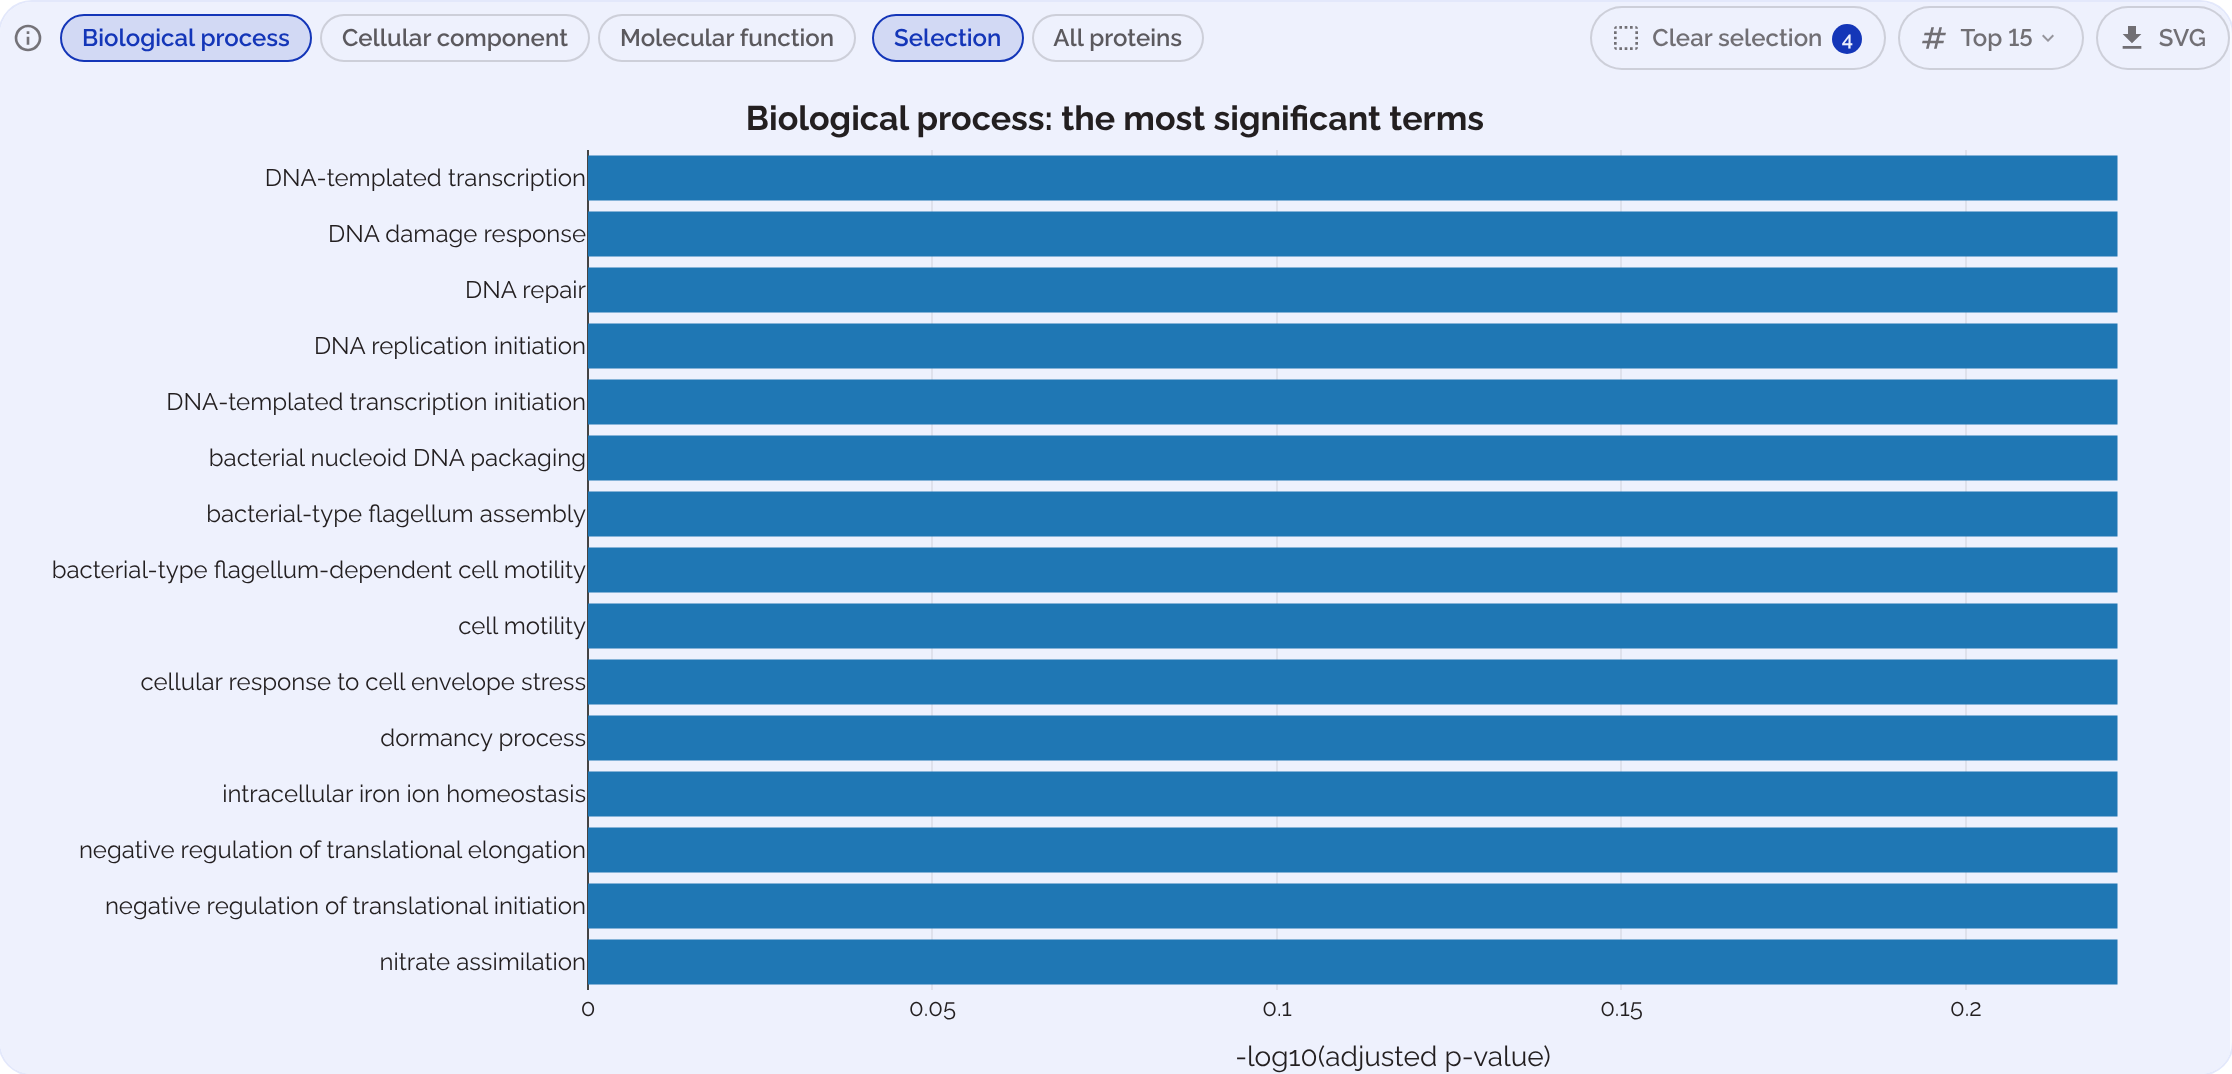 Biological process Cellular component Molecular function Selection All proteins Clear selection 4 # Top 15 SVG
Biological process: the most significant terms
DNA-templated transcription
DNA damage response
DNA repair
DNA replication initiation
DNA-templated transcription initiation
bacterial nucleoid DNA packaging
bacterial-type flagellum assembly
bacterial-type flagellum-dependent cell motility
cell motility
cellular response to cell envelope stress
dormancy process
intracellular iron ion homeostasis
negative regulation of translational elongation
negative regulation of translational initiation
nitrate assimilation
0 0.05 0.1 0.15 0.2
-log10(adjusted p-value)